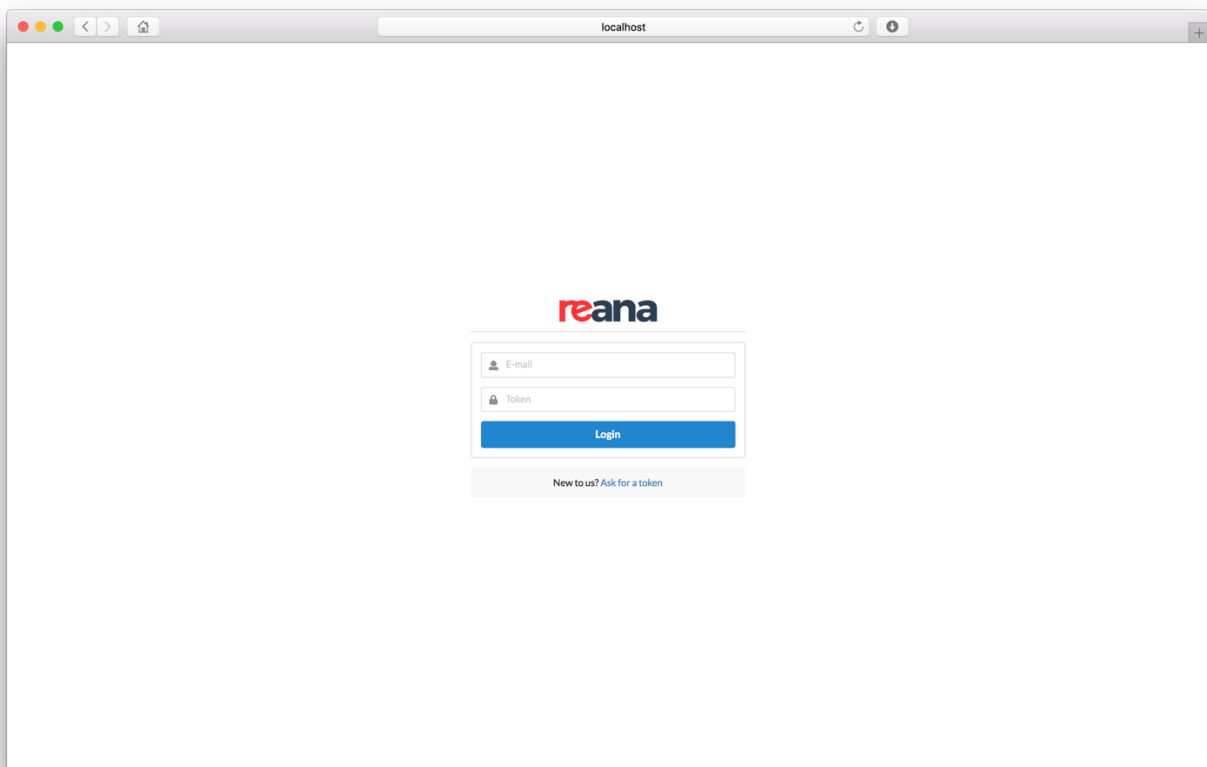 localhost
reana
E-mail
Token
Login
New to us? Ask for a token